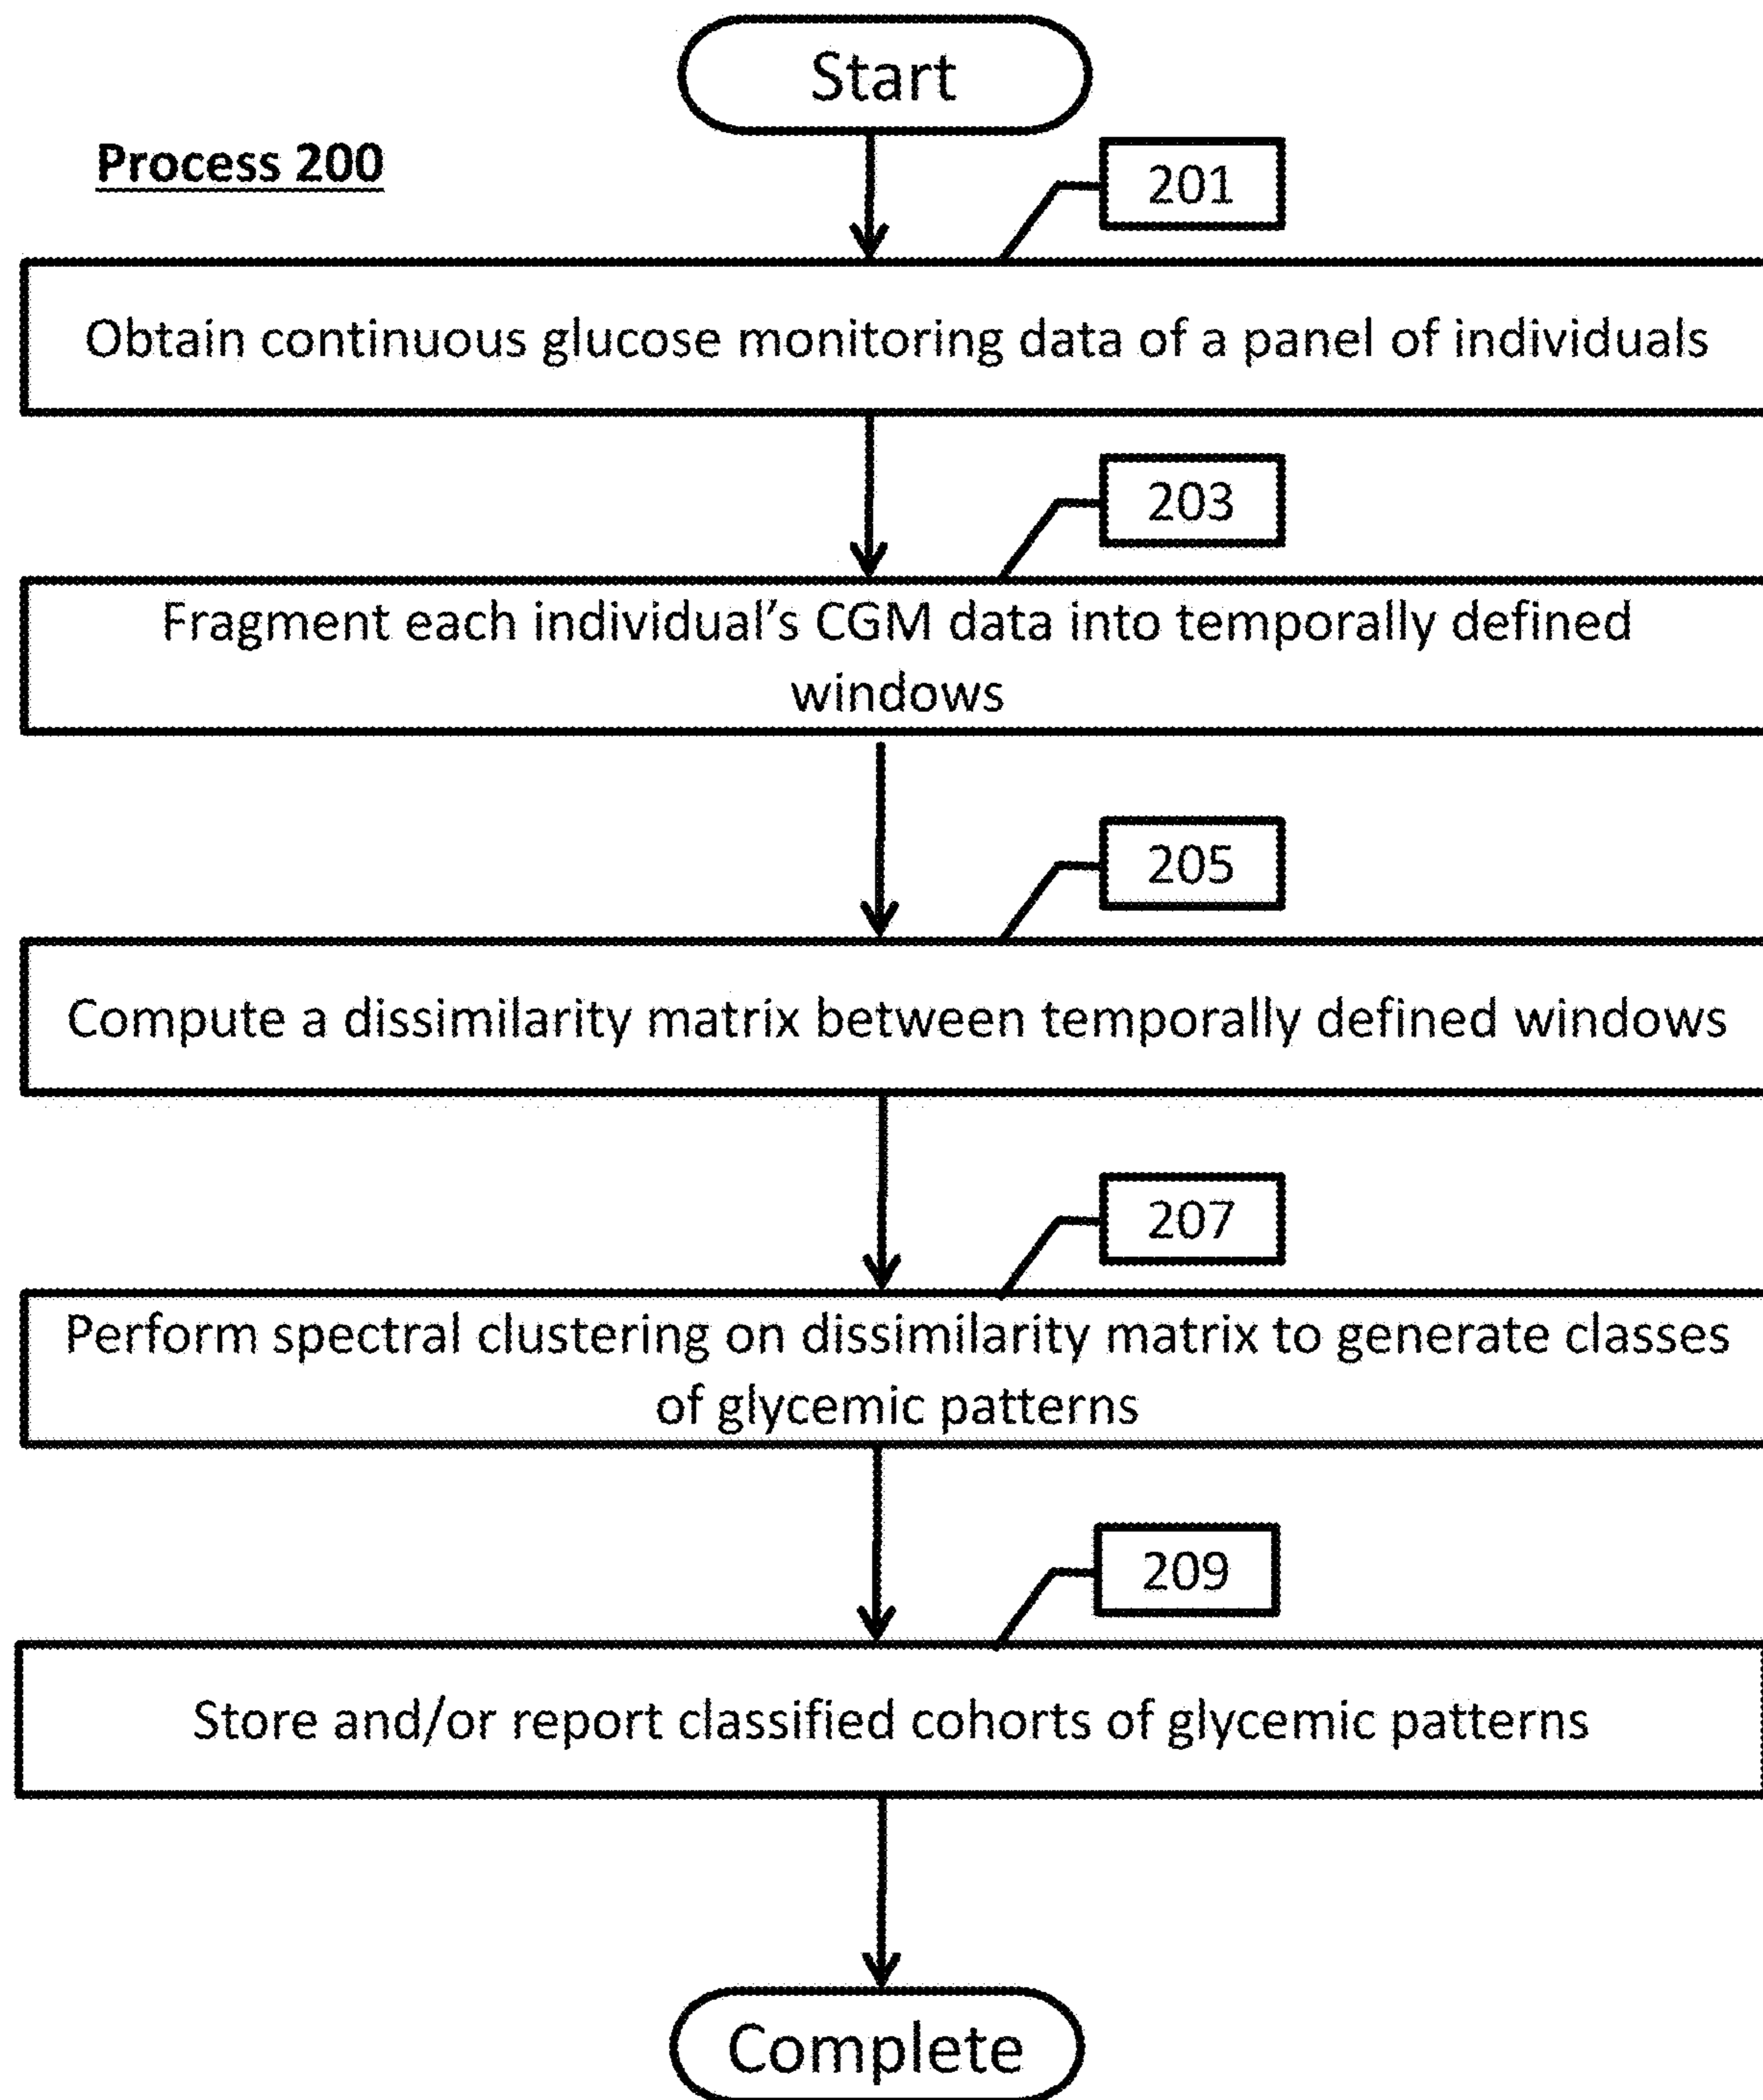 Start
Process 200
201
Obtain continuous glucose monitoring data of a panel of individuals
203
Fragment each individual’s CGM data into temporally defined
windows
205
Compute a dissimilarity matrix between temporally defined windows
207
Perform spectral clustering on dissimilarity matrix to generate classes
of glycemic patterns
209
Store and/or report classified cohorts of glycemic patterns
Complete